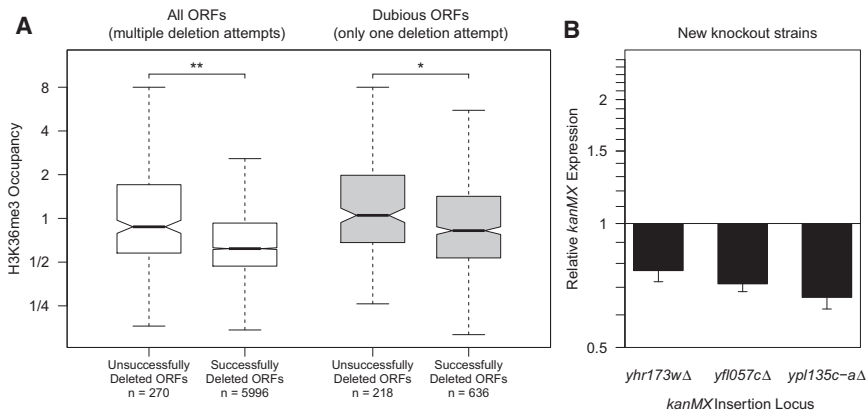 A
All ORFs
(multiple deletion attempts)
Dubious ORFs
(only one deletion attempt)
**
*
H3K36me3 Occupancy
8
4
2
1
1/2
1/4
Unsuccessfully
Deleted ORFs
n = 270
Successfully
Deleted ORFs
n = 5996
Unsuccessfully
Deleted ORFs
n = 218
Successfully
Deleted ORFs
n = 636
B
New knockout strains
Relative kanMX Expression
2
1.5
1
0.5
yhr173wΔ
yfl057cΔ
ypl135c−aΔ
kanMX Insertion Locus